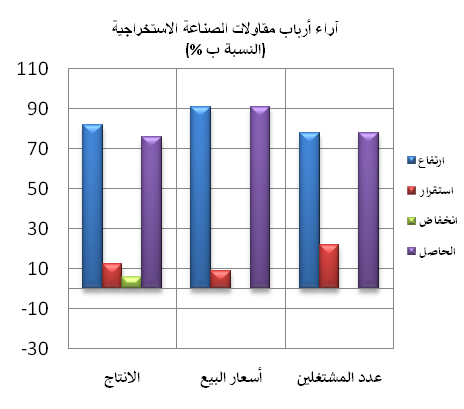 آراء أرباب مقاولات الصناعة الاستخراجية
(النسبة ب %)
110
90
70
50
30
10
-10
-30
ارتفاع
استقرار
انخفاض
الحاصل
الانتاج
أسعار البيع
عدد المشتغلين